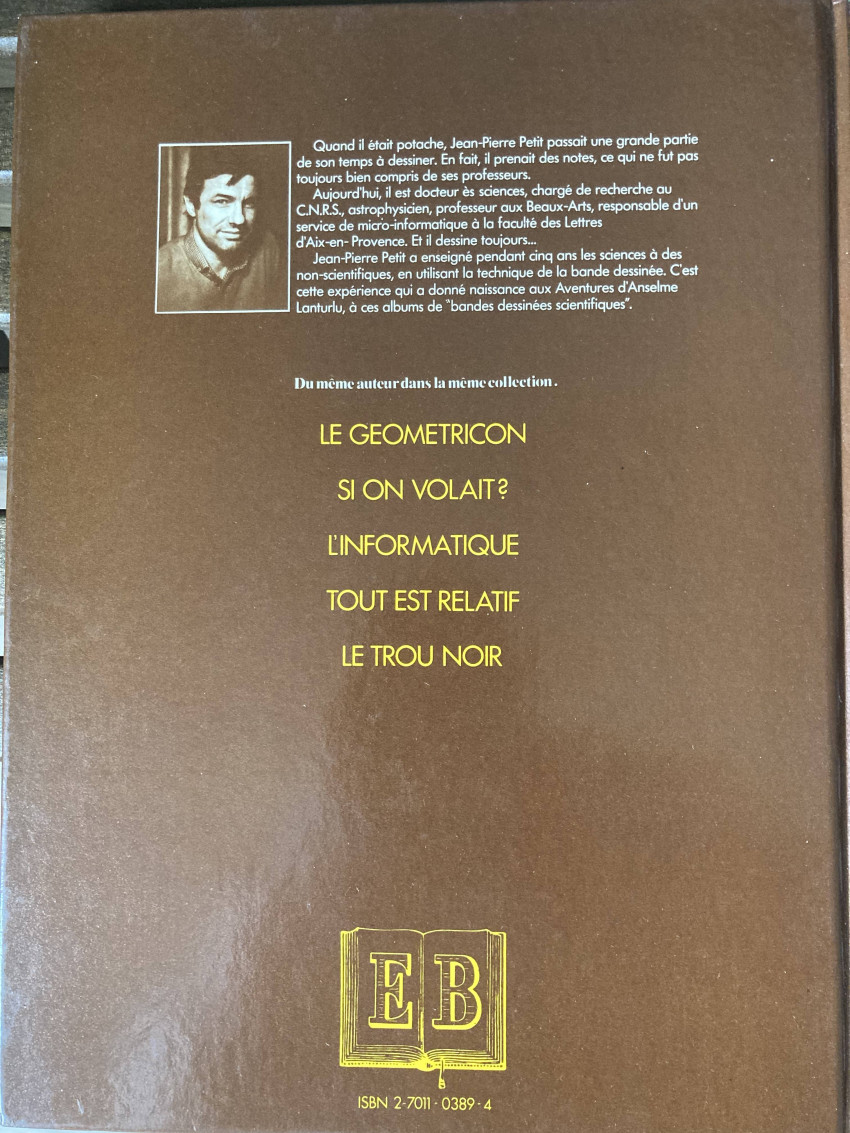 Quand il était potache, Jean-Pierre Petit passait une grande partie
de son temps à dessiner. En fait, il prenait des notes, ce qui ne fut pas
toujours bien compris de ses professeurs.
Aujourd'hui, il est docteur ès sciences, chargé de recherche au
C.N.R.S., astrophysicien, professeur aux Beaux-Arts, responsable d'un
service de micro-informatique à la faculté des Lettres
d'Aix-en- Provence. Et il dessine toujours...
Jean-Pierre Petit a enseigné pendant cinq ans les sciences à des
non-scientifiques, en utilisant la technique de la bande dessinée. C'est
cette expérience qui a donné naissance aux Aventures d'Anselme
Lanturlu, à ces albums de "bandes dessinées scientifiques".
Du même auteur dans la même collection.
LE GEOMETRICON
SI ON VOLAIT?
L'INFORMATIQUE
TOUT EST RELATIF
LE TROU NOIR
E B
B
ISBN 2-7011-0389-4